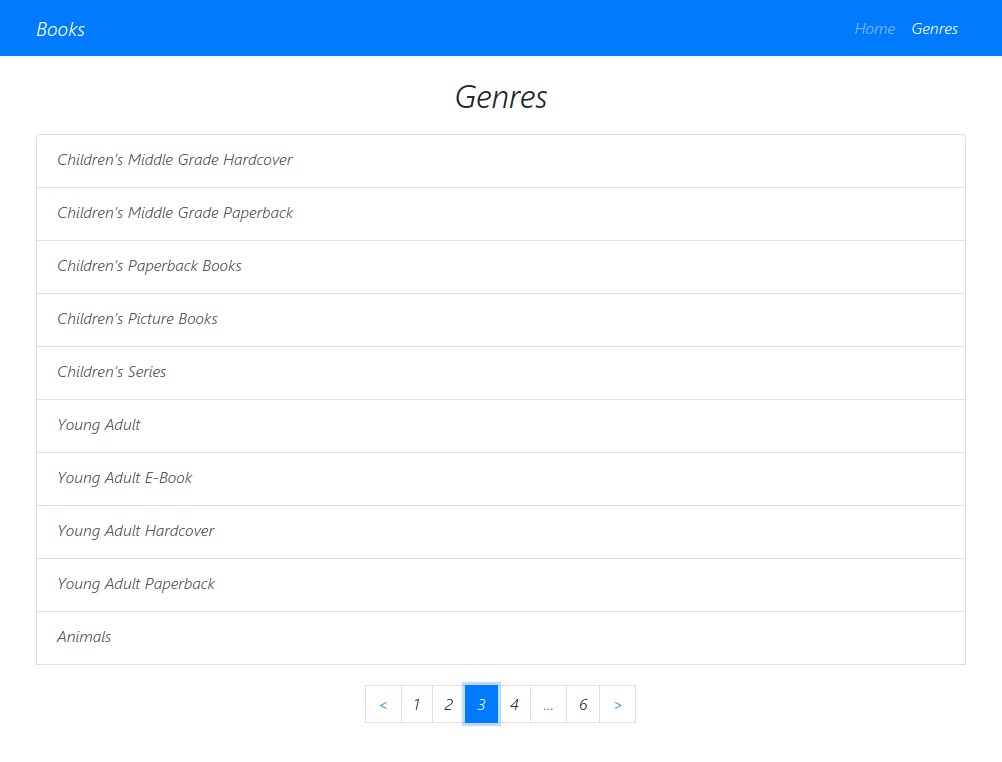 Books Home Genres
Genres
Children's Middle Grade Hardcover
Children's Middle Grade Paperback
Children's Paperback Books
Children's Picture Books
Children's Series
Young Adult
Young Adult E-Book
Young Adult Hardcover
Young Adult Paperback
Animals
< 1 2 3 4 ... 6 >